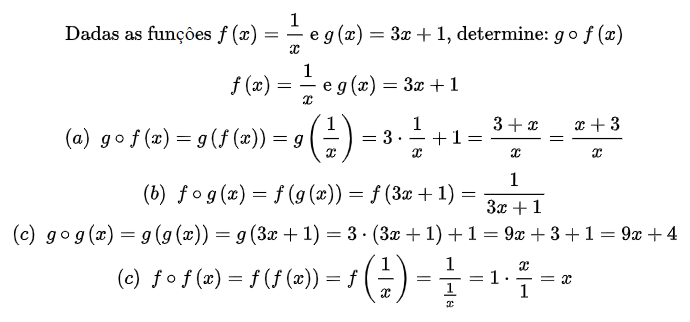 Dadas as funções f (x) = 1/x e g (x) = 3x + 1, determine: g ∘ f (x)
f (x) = 1/x e g (x) = 3x + 1
(a) g ∘ f (x) = g (f (x)) = g (1/x) = 3 · 1/x + 1 = (3 + x)/x = (x + 3)/x
(b) f ∘ g (x) = f (g (x)) = f (3x + 1) = 1/(3x + 1)
(c) g ∘ g (x) = g (g (x)) = g (3x + 1) = 3 · (3x + 1) + 1 = 9x + 3 + 1 = 9x + 4
(c) f ∘ f (x) = f (f (x)) = f (1/x) = 1/(1/x) = 1 · x/1 = x